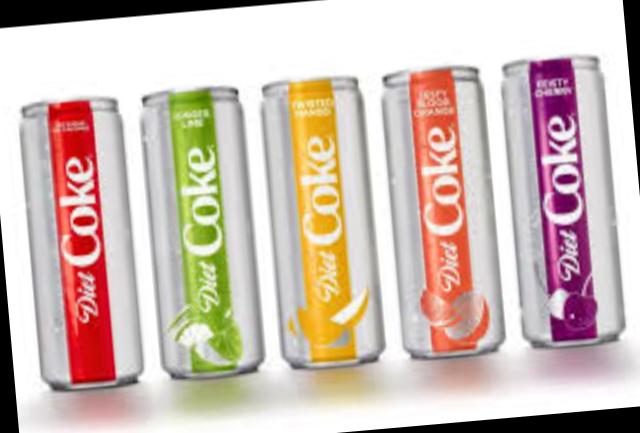 Diet Coke
GINGER
LIME
Diet Coke
TWISTED
MANGO
Diet Coke
ZESTY
BLOOD
ORANGE
Diet Coke
FEISTY
CHERRY
Diet Coke